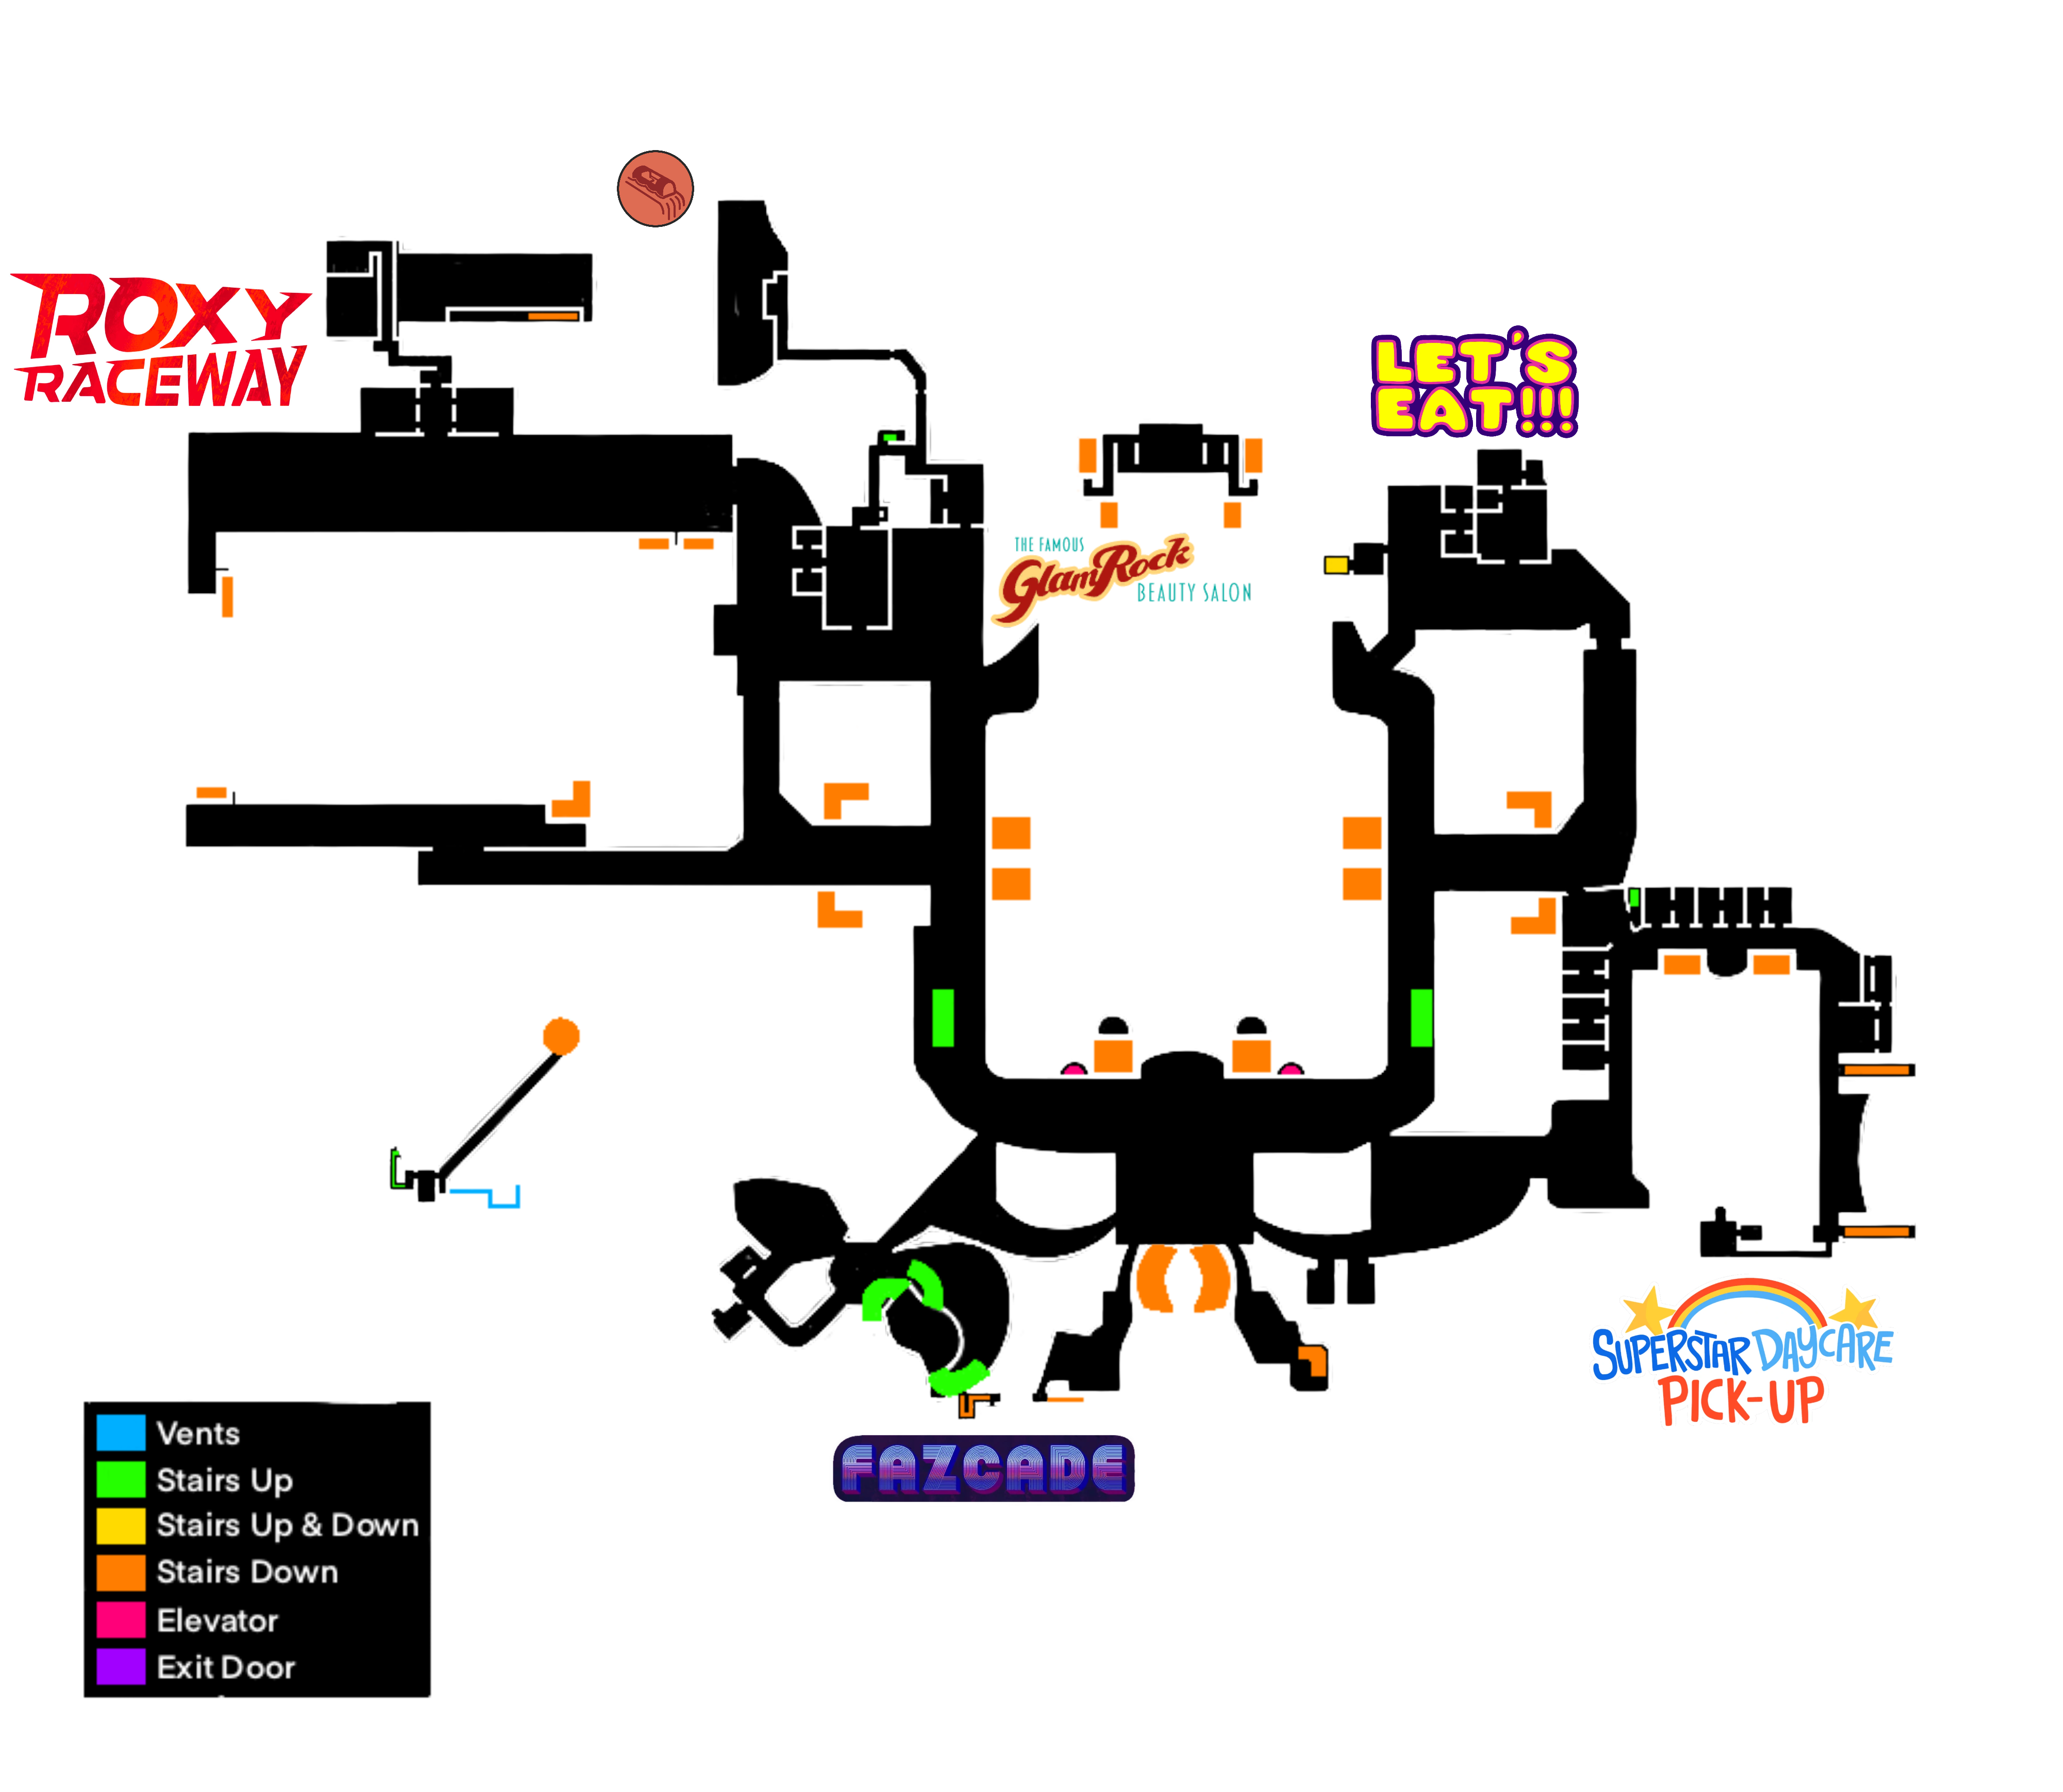 ROXY
RACEWAY
LET'S
EAT!!!
THE FAMOUS
GlamRock
BEAUTY SALON
SUPERSTAR DAYCARE
PICK-UP
FAZCADE
Vents
Stairs Up
Stairs Up & Down
Stairs Down
Elevator
Exit Door